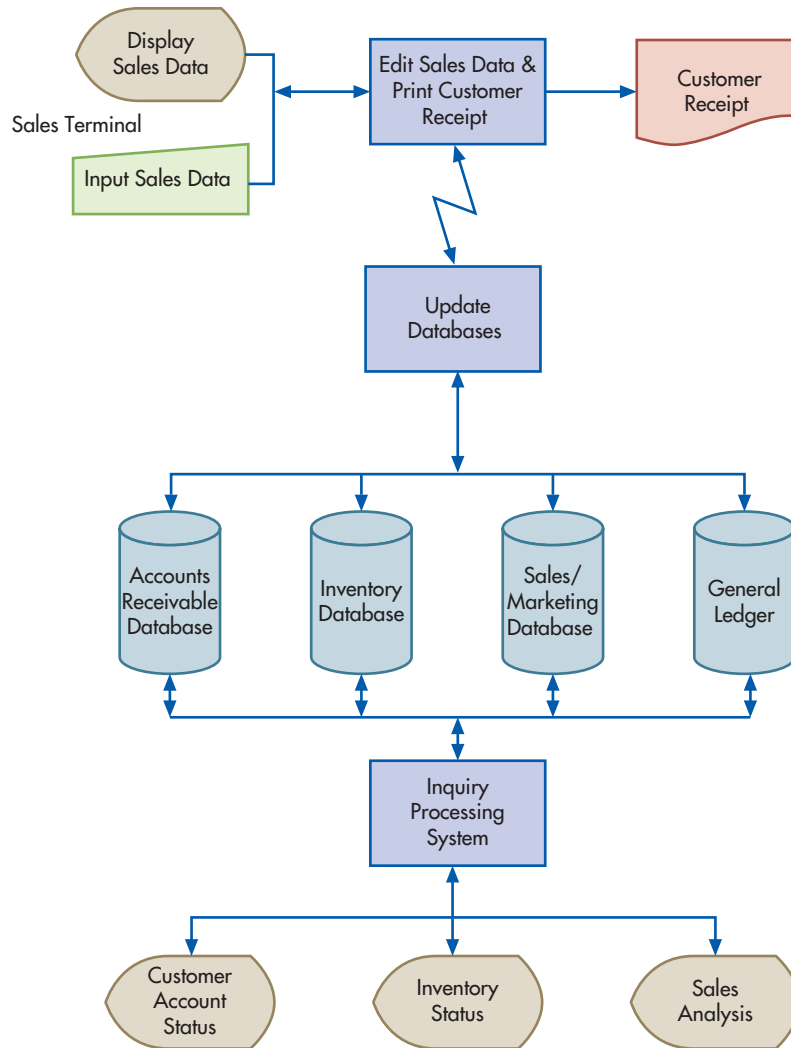 Display
Sales Data
Edit Sales Data &
Print Customer
Receipt
Customer
Receipt
Sales Terminal
Input Sales Data
Update
Databases
Accounts
Receivable
Database
Inventory
Database
Sales/
Marketing
Database
General
Ledger
Inquiry
Processing
System
Customer
Account
Status
Inventory
Status
Sales
Analysis